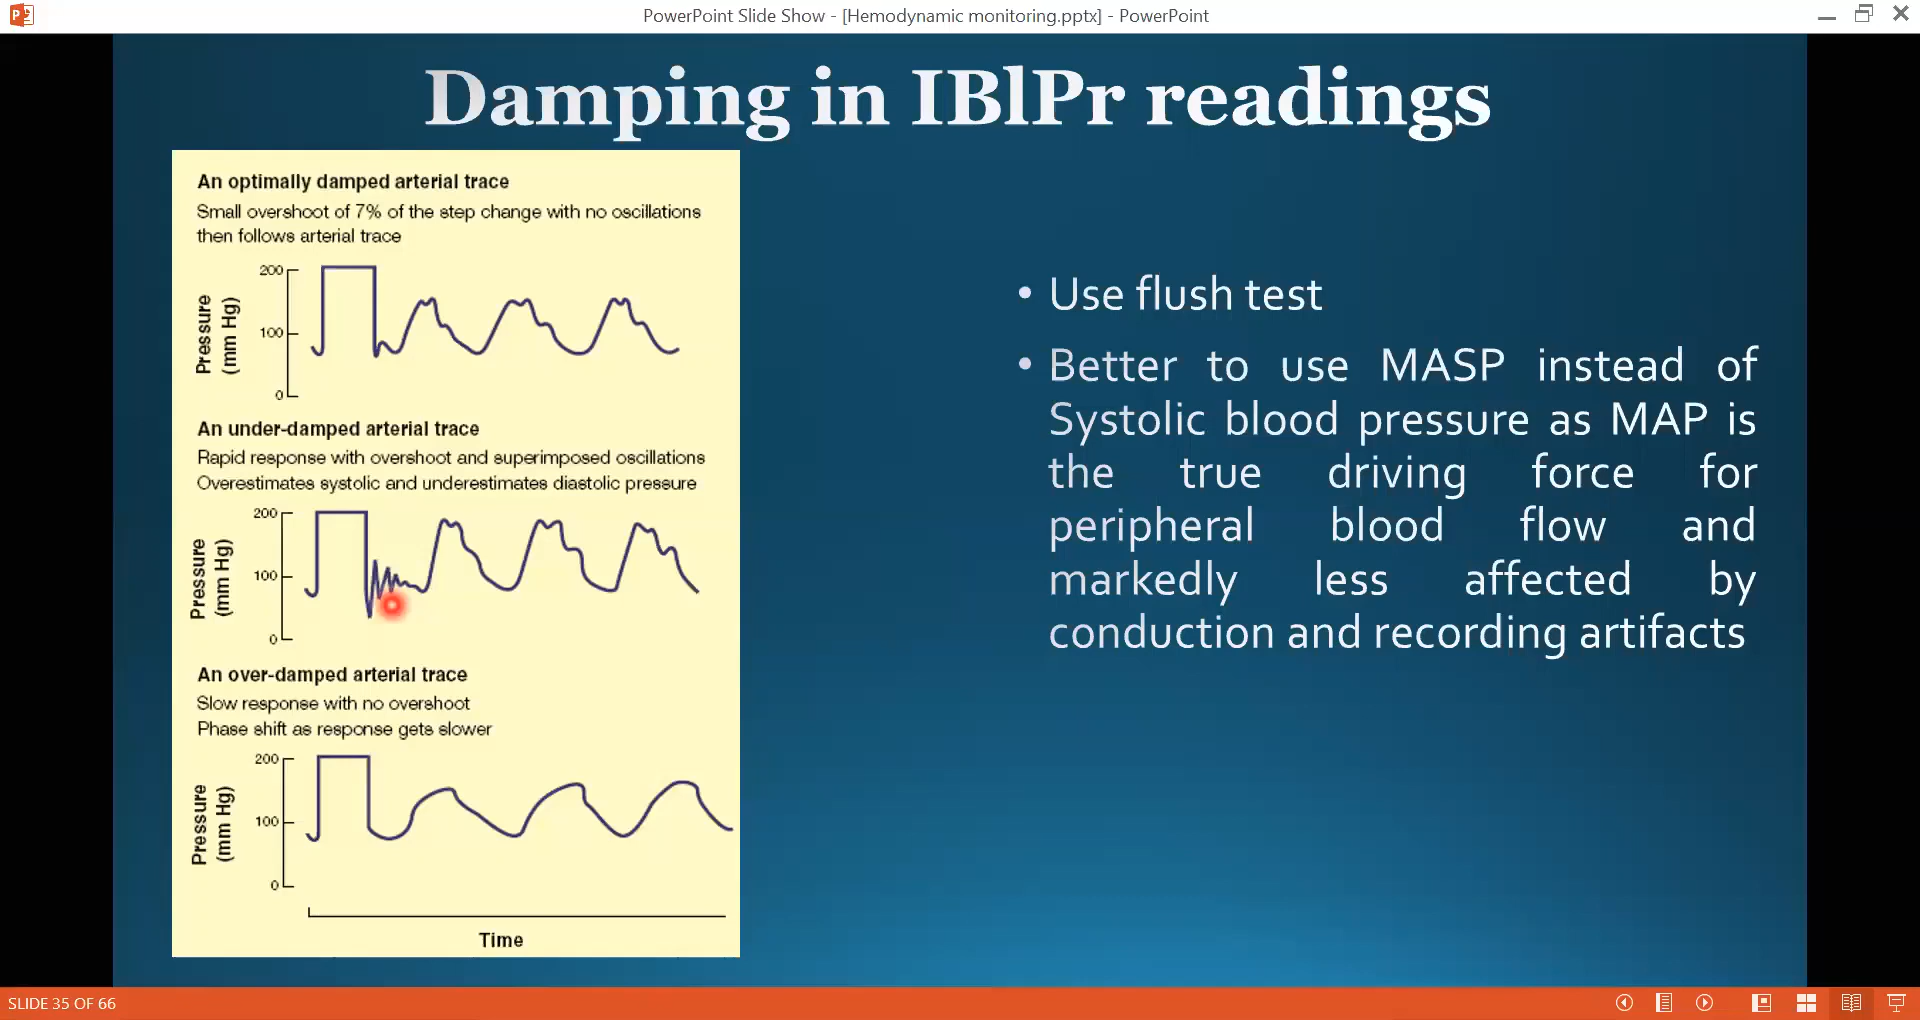 PowerPoint Slide Show - [Hemodynamic monitoring.pptx] - PowerPoint
Damping in IBlPr readings
An optimally damped arterial trace
Small overshoot of 7% of the step change with no oscillations
then follows arterial trace
200
100
0
Pressure
(mm Hg)
An under-damped arterial trace
Rapid response with overshoot and superimposed oscillations
Overestimates systolic and underestimates diastolic pressure
200
100
0
Pressure
(mm Hg)
An over-damped arterial trace
Slow response with no overshoot
Phase shift as response gets slower
200
100
0
Pressure
(mm Hg)
Time
• Use flush test
• Better to use MASP instead of
Systolic blood pressure as MAP is
the true driving force for
peripheral blood flow and
markedly less affected by
conduction and recording artifacts
SLIDE 35 OF 66